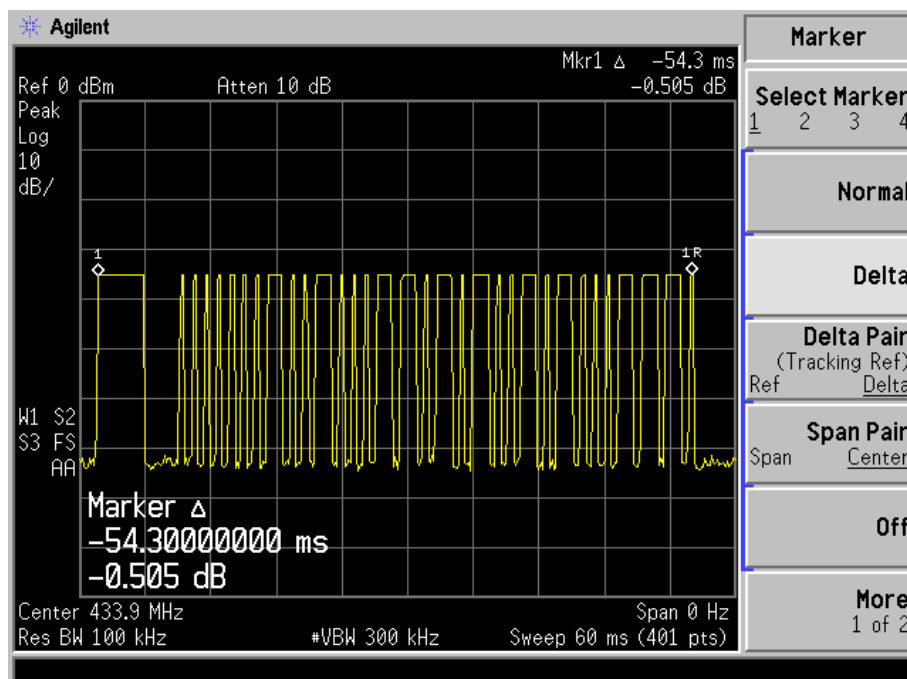 Agilent
Mkr1 Δ -54.3 ms
Ref 0 dBm Atten 10 dB -0.505 dB
Peak
Log
10
dB/
1
1R
W1 S2
S3 FS
AA
Marker Δ
-54.30000000 ms
-0.505 dB
Center 433.9 MHz Span 0 Hz
Res BW 100 kHz #VBW 300 kHz Sweep 60 ms (401 pts)
Marker
Select Marker
1 2 3 4
Normal
Delta
Delta Pair
(Tracking Ref)
Ref Delta
Span Pair
Span Center
Off
More
1 of 2